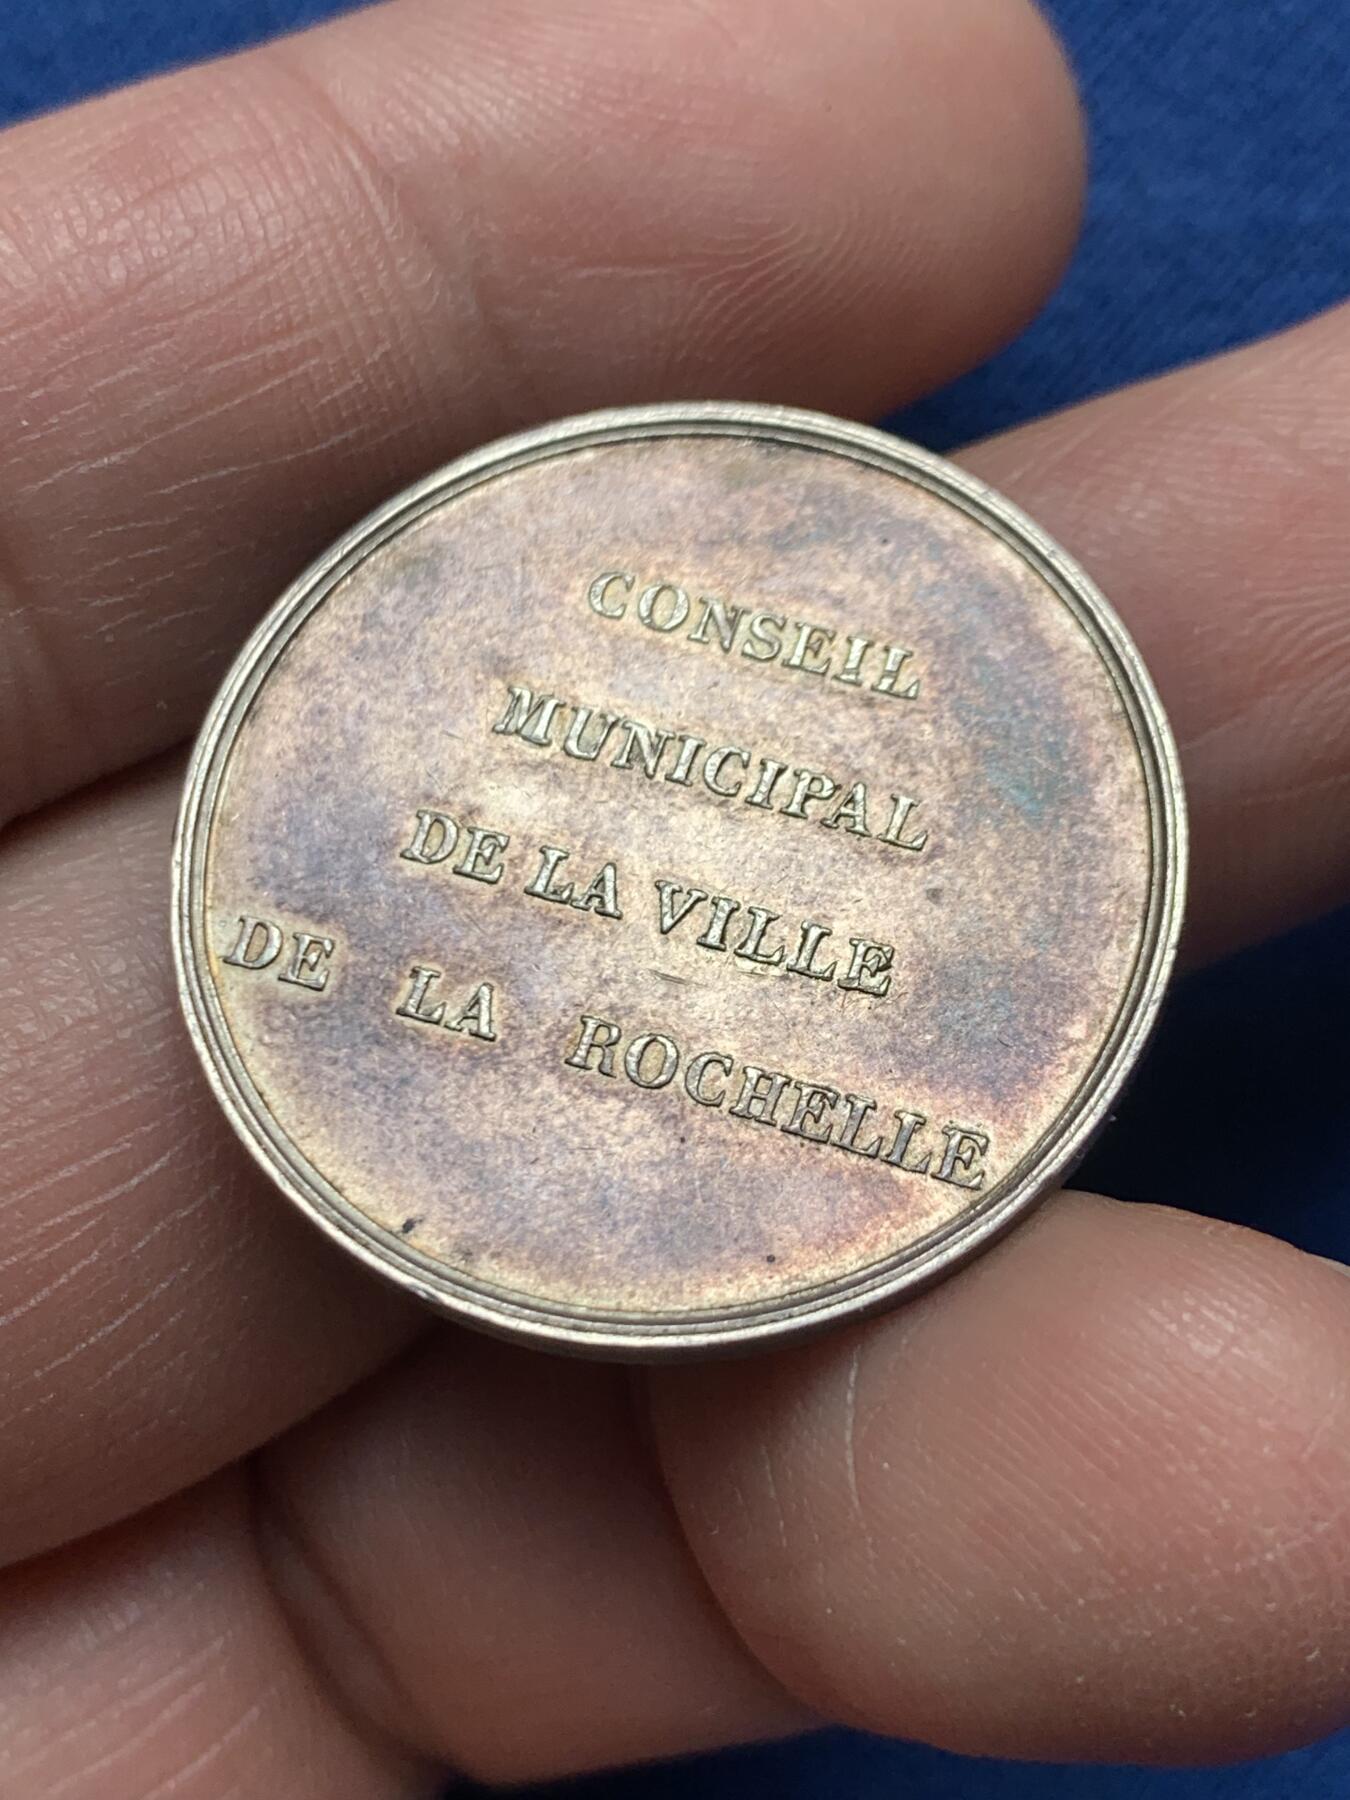 CONSEIL
MUNICIPAL
DE LA VILLE
DE LA ROCHELLE